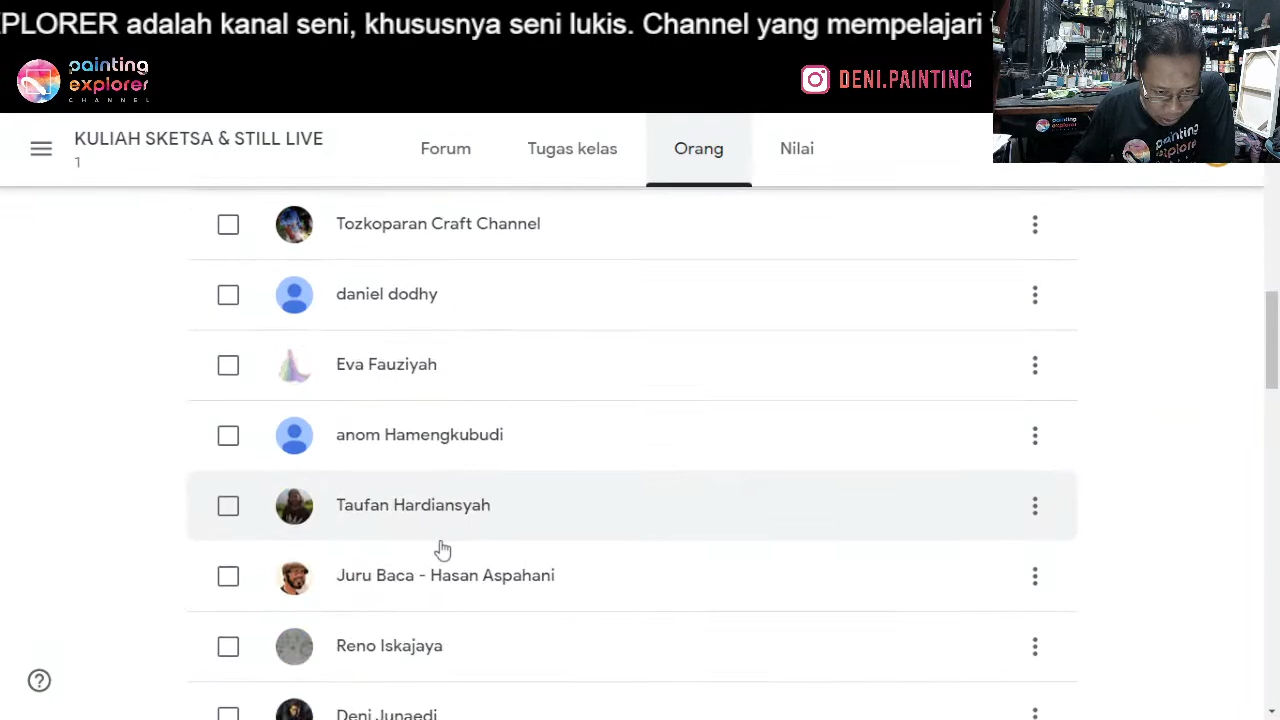 PLORER adalah kanal seni, khususnya seni lukis. Channel yang mempelajari
painting
explorer
CHANNEL
DENI.PAINTING
painting
explorer
KULIAH SKETSA & STILL LIVE
1
Forum
Tugas kelas
Orang
Nilai
Tozkoparan Craft Channel
daniel dodhy
Eva Fauziyah
anom Hamengkubudi
Taufan Hardiansyah
Juru Baca - Hasan Aspahani
Reno Iskajaya
Deni Junaedi